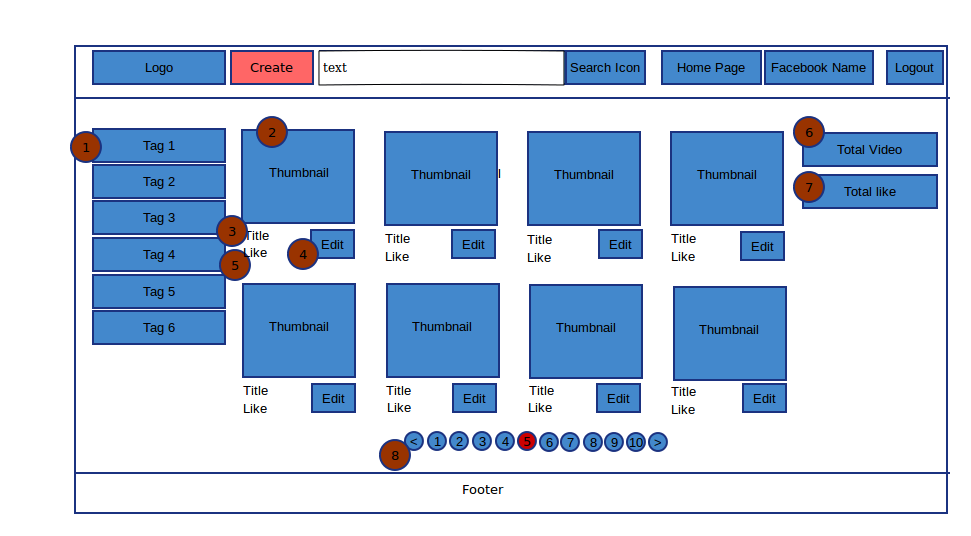 Logo
Create
text
Search Icon
Home Page
Facebook Name
Logout
1
Tag 1
Tag 2
Tag 3
Tag 4
Tag 5
Tag 6
2
Thumbnail
Thumbnail
l
Thumbnail
Thumbnail
3
Title
Like
4
Edit
5
Title
Like
Edit
Title
Like
Edit
Title
Like
Edit
Thumbnail
Thumbnail
Thumbnail
Thumbnail
Title
Like
Edit
Title
Like
Edit
Title
Like
Edit
Title
Like
Edit
6
Total Video
7
Total like
8
< 1 2 3 4 5 6 7 8 9 10 >
Footer